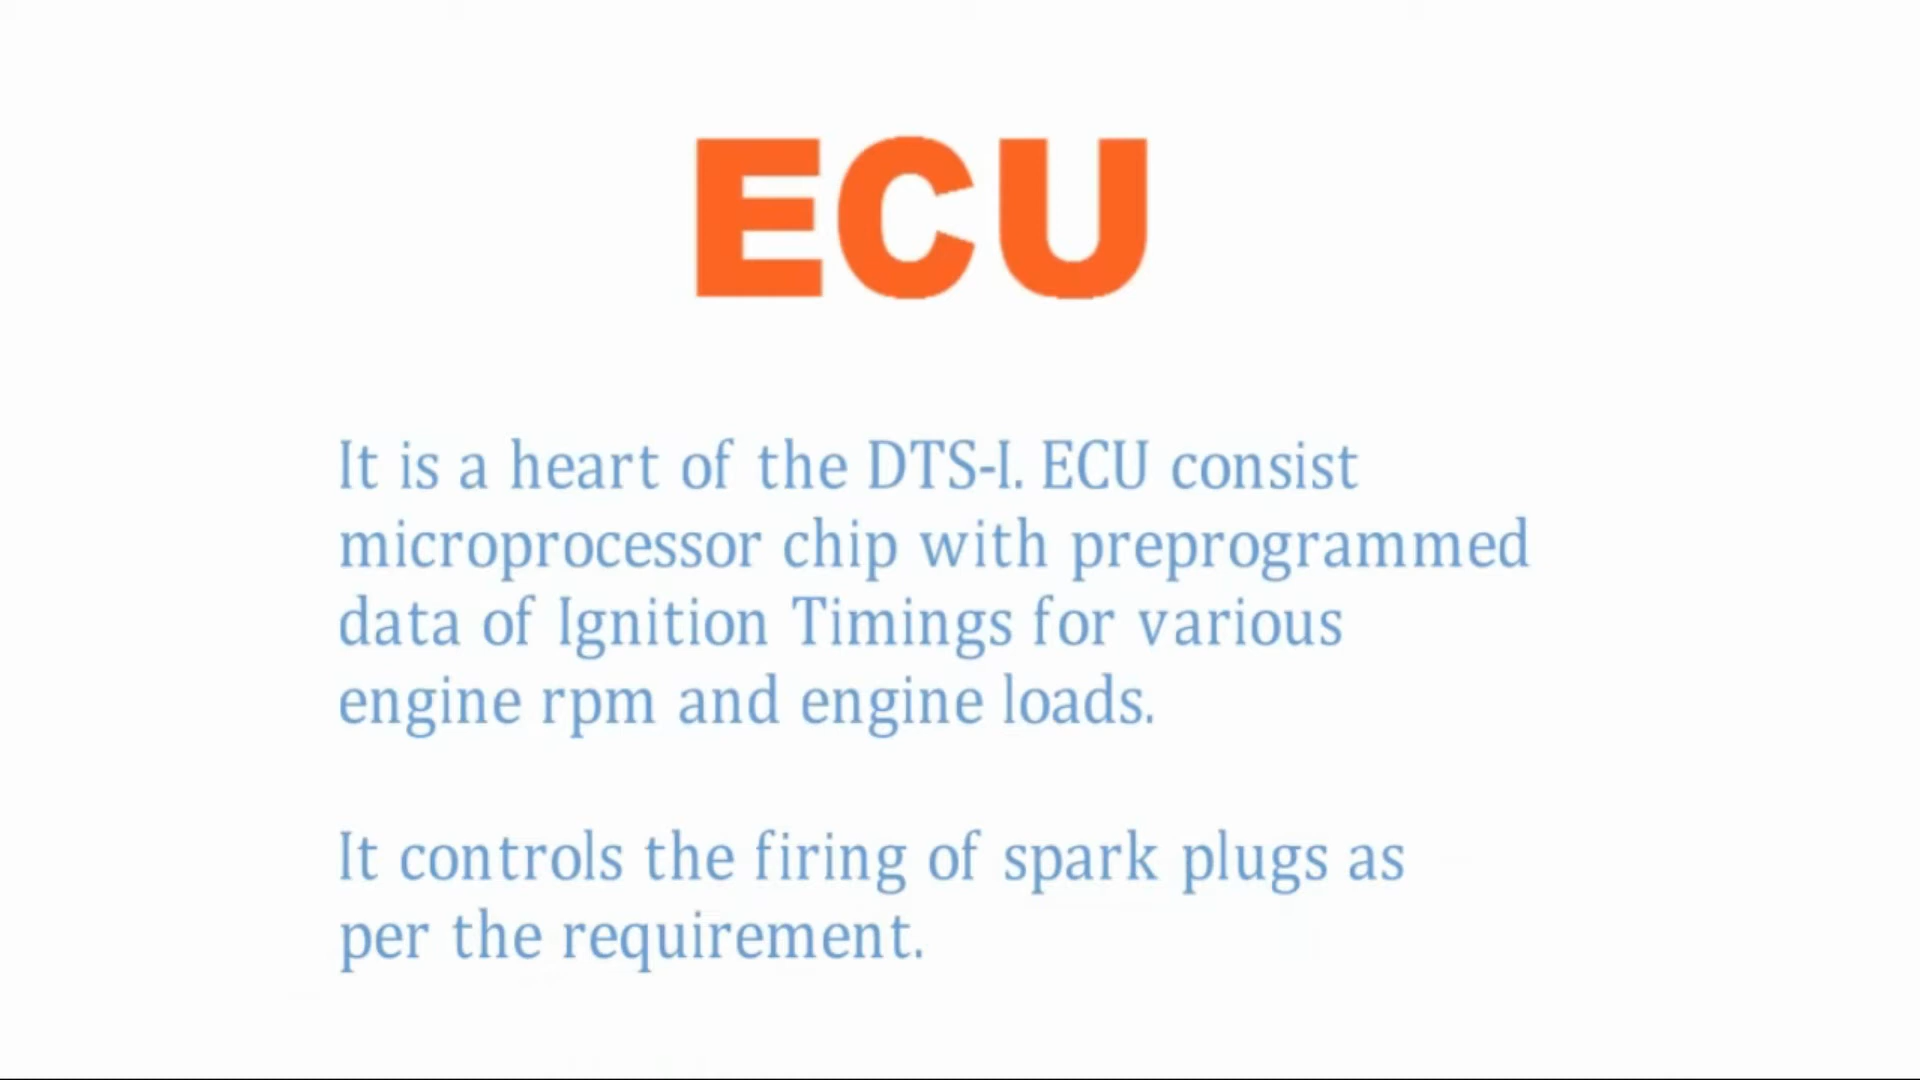 ECU
It is a heart of the DTS-I. ECU consist
microprocessor chip with preprogrammed
data of Ignition Timings for various
engine rpm and engine loads.
It controls the firing of spark plugs as
per the requirement.